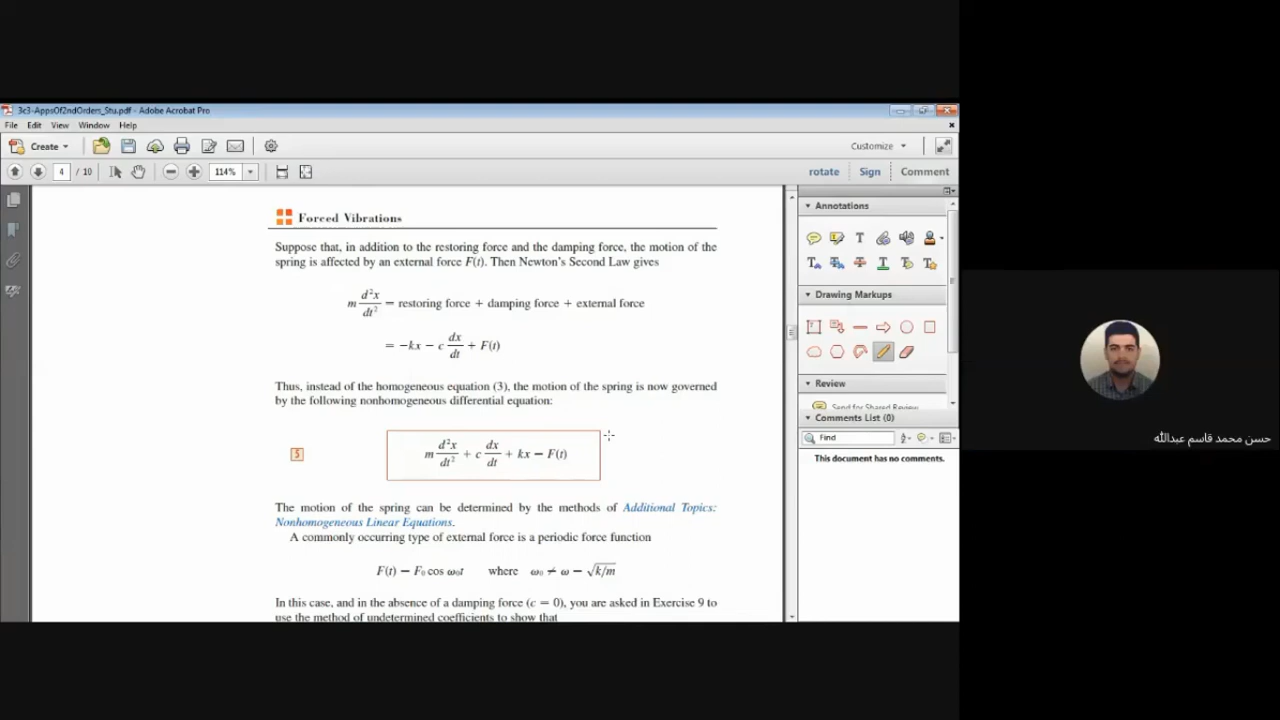 3c3-AppsOf2ndOrders_Stu.pdf - Adobe Acrobat Pro
File Edit View Window Help
Create
Customize
4 / 10
114%
rotate Sign Comment
Forced Vibrations
Suppose that, in addition to the restoring force and the damping force, the motion of the
spring is affected by an external force F(t). Then Newton's Second Law gives
m d²x/dt² = restoring force + damping force + external force
= −kx − c dx/dt + F(t)
Thus, instead of the homogeneous equation (3), the motion of the spring is now governed
by the following nonhomogeneous differential equation:
5
m d²x/dt² + c dx/dt + kx − F(t)
The motion of the spring can be determined by the methods of Additional Topics:
Nonhomogeneous Linear Equations.
A commonly occurring type of external force is a periodic force function
F(t) − F₀ cos ω₀t where ω₀ ≠ ω − √k/m
In this case, and in the absence of a damping force (c = 0), you are asked in Exercise 9 to
use the method of undetermined coefficients to show that
Annotations
Drawing Markups
Review
Send for Shared Review
Comments List (0)
Find
This document has no comments.
حسن محمد قاسم عبدالله